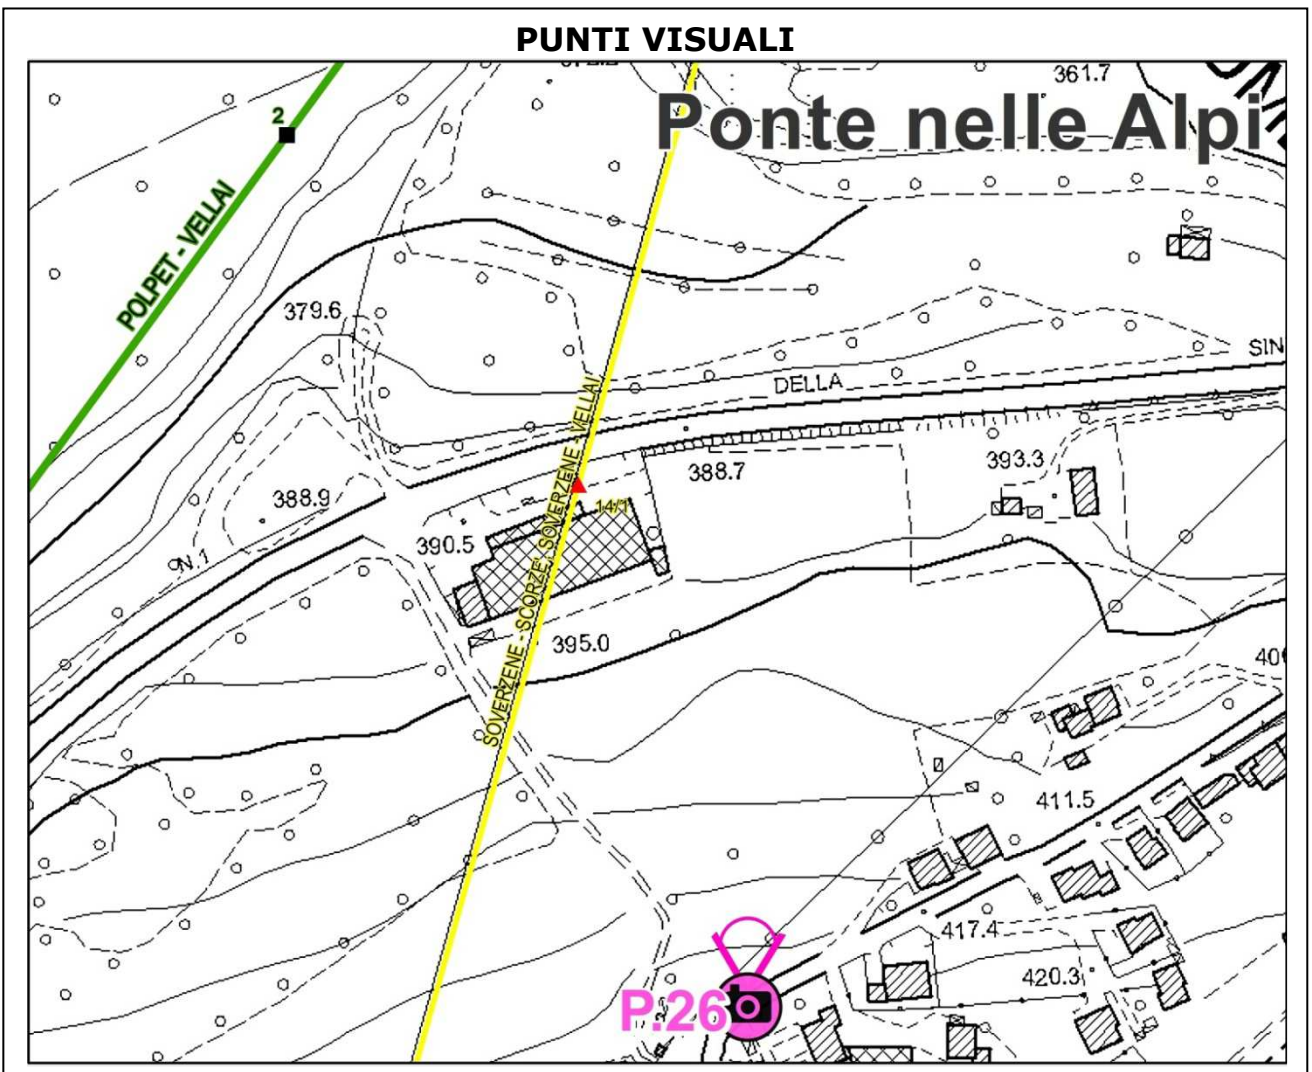 PUNTI VISUALI
361.7
Ponte nelle Alpi
2
POLPET - VELLAI
379.6
SIN
DELLA
388.7
393.3
388.9
14/1
390.5
N.1
395.0
SOVERZENE - SCORZE', SOVERZENE - VELLAI
411.5
417.4
420.3
P.26